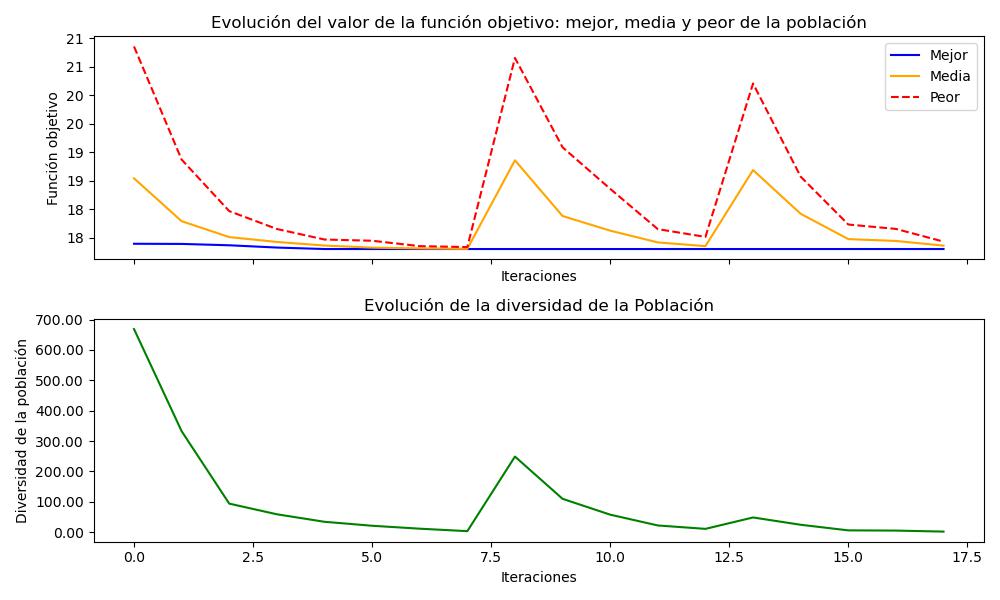 Evolución del valor de la función objetivo: mejor, media y peor de la población
21
21
20
20
19
19
18
18
Función objetivo
Mejor
Media
Peor
Iteraciones
Evolución de la diversidad de la Población
700.00
600.00
500.00
400.00
300.00
200.00
100.00
0.00
Diversidad de la población
0.0 2.5 5.0 7.5 10.0 12.5 15.0 17.5
Iteraciones